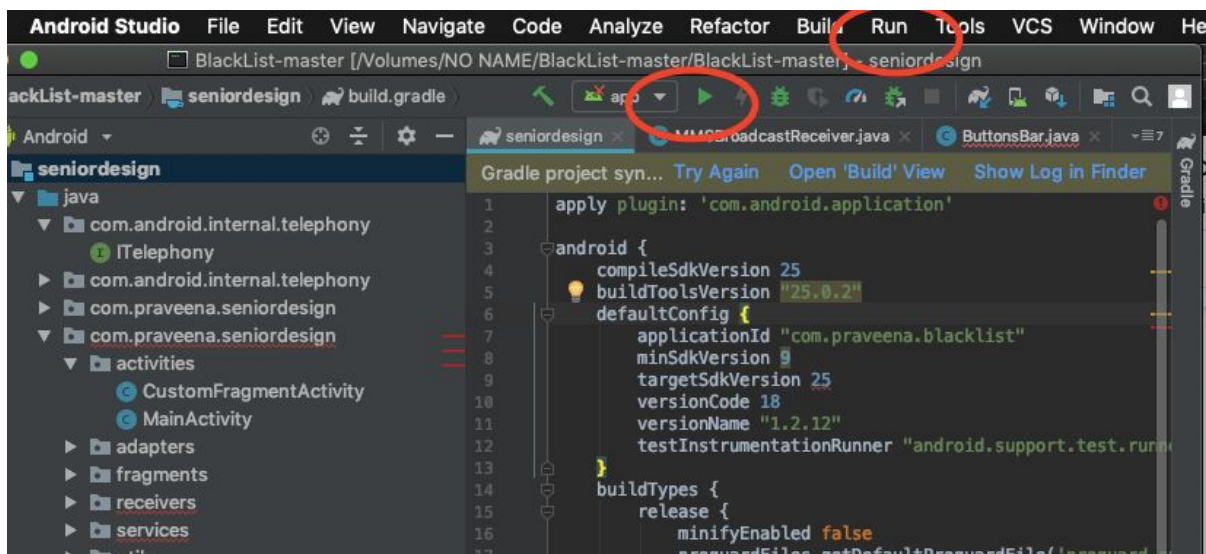 Android Studio File Edit View Navigate Code Analyze Refactor Build Run Tools VCS Window He
BlackList-master [/Volumes/NO NAME/BlackList-master/BlackList-master] - seniordesign
ackList-master seniordesign build.gradle app
Android seniordesign MMSBroadcastReceiver.java ButtonsBar.java 7
seniordesign
java
com.android.internal.telephony
ITelephony
com.android.internal.telephony
com.praveena.seniordesign
com.praveena.seniordesign
activities
CustomFragmentActivity
MainActivity
adapters
fragments
receivers
services
Gradle project syn... Try Again Open 'Build' View Show Log in Finder
1 apply plugin: 'com.android.application'
2
3 android {
4 compileSdkVersion 25
5 buildToolsVersion "25.0.2"
6 defaultConfig {
7 applicationId "com.praveena.blacklist"
8 minSdkVersion 9
9 targetSdkVersion 25
10 versionCode 18
11 versionName "1.2.12"
12 testInstrumentationRunner "android.support.test.runn
13 }
14 buildTypes {
15 release {
16 minifyEnabled false
Gradle